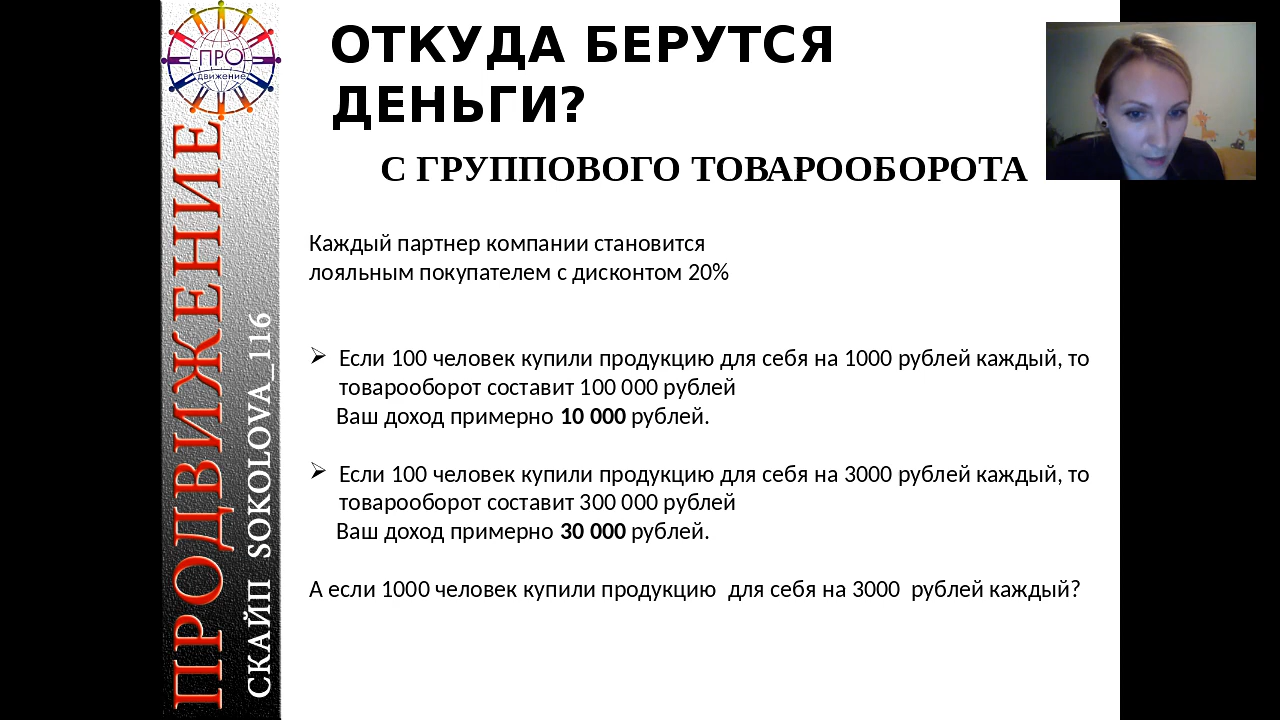 ПРО
движение
ПРОДВИЖЕНИЕ
СКАЙП SOKOLOVA_116
ОТКУДА БЕРУТСЯ
ДЕНЬГИ?
С ГРУППОВОГО ТОВАРООБОРОТА
Каждый партнер компании становится
лояльным покупателем с дисконтом 20%
Если 100 человек купили продукцию для себя на 1000 рублей каждый, то
товарооборот составит 100 000 рублей
Ваш доход примерно 10 000 рублей.
Если 100 человек купили продукцию для себя на 3000 рублей каждый, то
товарооборот составит 300 000 рублей
Ваш доход примерно 30 000 рублей.
А если 1000 человек купили продукцию для себя на 3000 рублей каждый?